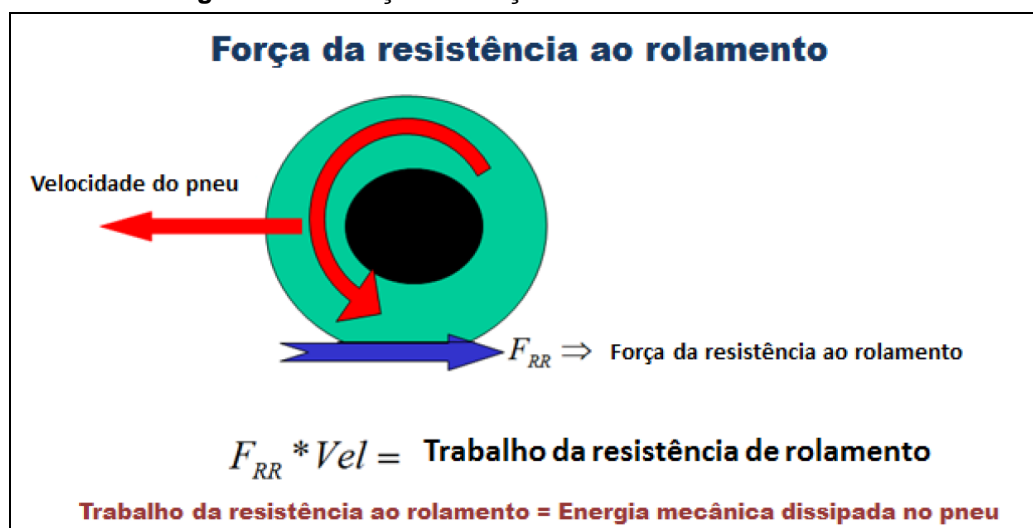 Força da resistência ao rolamento
Velocidade do pneu
F_RR ⇒ Força da resistência ao rolamento
F_RR * Vel = Trabalho da resistência de rolamento
Trabalho da resistência ao rolamento = Energia mecânica dissipada no pneu